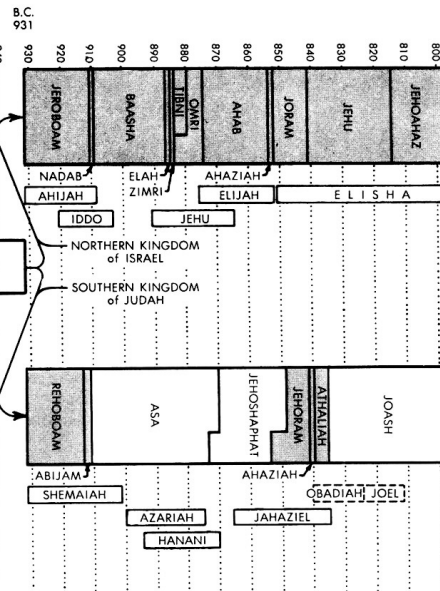 B.C.
931
930
920
910
900
890
880
870
860
850
840
830
820
810
800
JEROBOAM
BAASHA
TIBNI
OMRI
AHAB
JORAM
JEHU
JEHOAHAZ
NADAB
ELAH
ZIMRI
AHAZIAH
AHIJAH
ELIJAH
ELISHA
IDDO
JEHU
NORTHERN KINGDOM
of ISRAEL
SOUTHERN KINGDOM
of JUDAH
REHOBOAM
ASA
JEHOSHAPHAT
JEHORAM
ATHALIAH
JOASH
ABIJAM
AHAZIAH
SHEMAIAH
OBADIAH
JOEL
AZARIAH
JAHAZIEL
HANANI